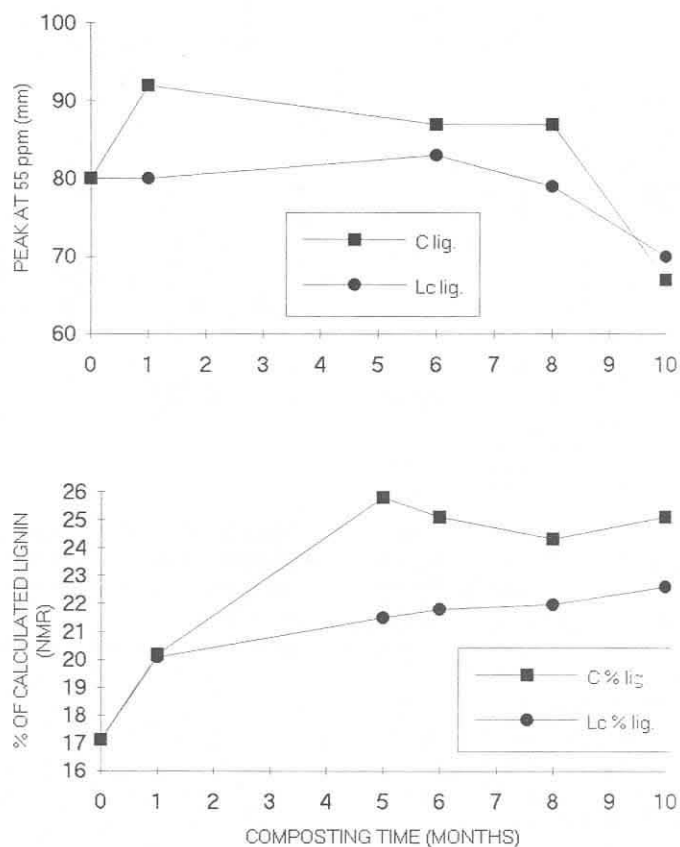 100
90
80
70
60
PEAK AT 55 ppm (mm)
C lig.
Lc lig.
0 1 2 3 4 5 6 7 8 9 10
26
25
24
23
22
21
20
19
18
17
16
% OF CALCULATED LIGNIN
(NMR)
C % lig
Lc % lig.
0 1 2 3 4 5 6 7 8 9 10
COMPOSTING TIME (MONTHS)